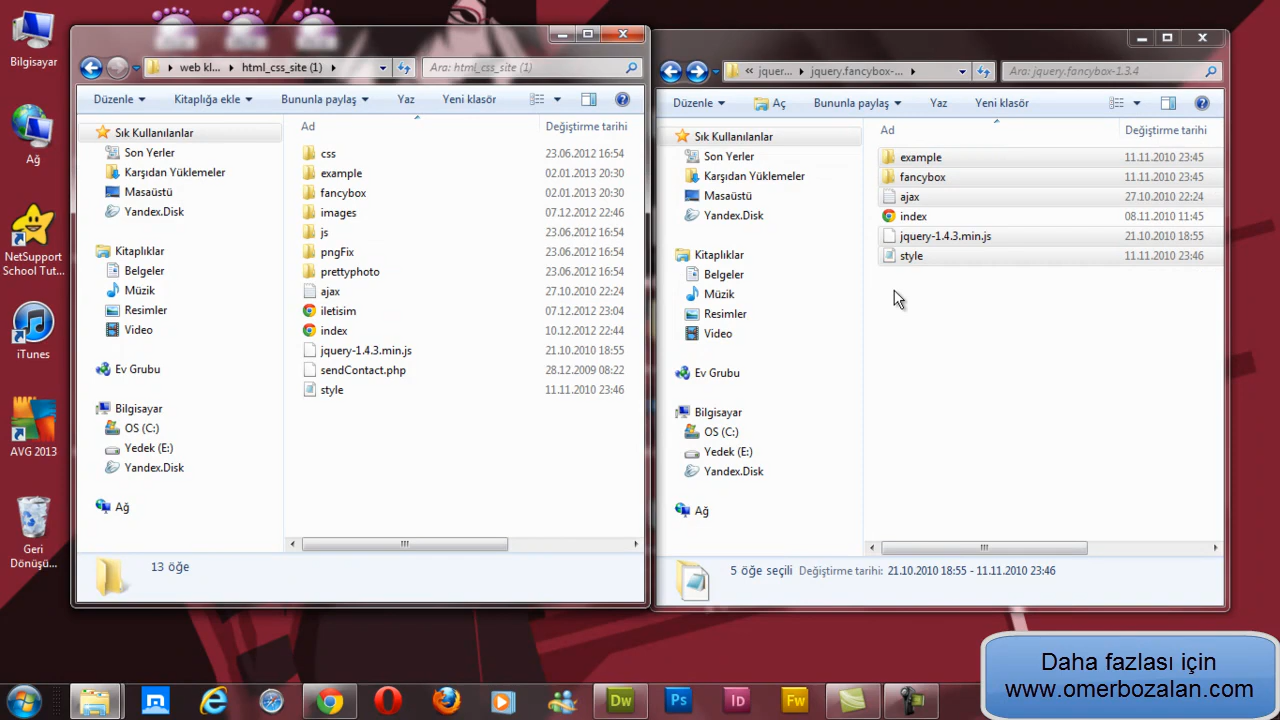 Bilgisayar
Ağ
NetSupport
School Tut...
iTunes
AVG 2013
Geri
Dönüşü...
web kl...
html_css_site (1)
Ara: html_css_site (1)
Düzenle
Kitaplığa ekle
Bununla paylaş
Yaz
Yeni klasör
Sık Kullanılanlar
Son Yerler
Karşıdan Yüklemeler
Masaüstü
Yandex.Disk
Kitaplıklar
Belgeler
Müzik
Resimler
Video
Ev Grubu
Bilgisayar
OS (C:)
Yedek (E:)
Yandex.Disk
Ağ
Ad
Değiştirme tarihi
css 23.06.2012 16:54
example 02.01.2013 20:30
fancybox 02.01.2013 20:30
images 07.12.2012 22:46
js 23.06.2012 16:54
pngFix 23.06.2012 16:54
prettyphoto 23.06.2012 16:54
ajax 27.10.2010 22:24
iletisim 07.12.2012 23:04
index 10.12.2012 22:44
jquery-1.4.3.min.js 21.10.2010 18:55
sendContact.php 28.12.2009 08:22
style 11.11.2010 23:46
13 öğe
« jquer...
jquery.fancybox-...
Ara: jquery.fancybox-1.3.4
Düzenle
Aç
Bununla paylaş
Yaz
Yeni klasör
Sık Kullanılanlar
Son Yerler
Karşıdan Yüklemeler
Masaüstü
Yandex.Disk
Kitaplıklar
Belgeler
Müzik
Resimler
Video
Ev Grubu
Bilgisayar
OS (C:)
Yedek (E:)
Yandex.Disk
Ağ
Ad
Değiştirme tarihi
example 11.11.2010 23:45
fancybox 11.11.2010 23:45
ajax 27.10.2010 22:24
index 08.11.2010 11:45
jquery-1.4.3.min.js 21.10.2010 18:55
style 11.11.2010 23:46
5 öğe seçili Değiştirme tarihi: 21.10.2010 18:55 - 11.11.2010 23:46
Dw
Ps
Id
Fw
Daha fazlası için
www.omerbozalan.com